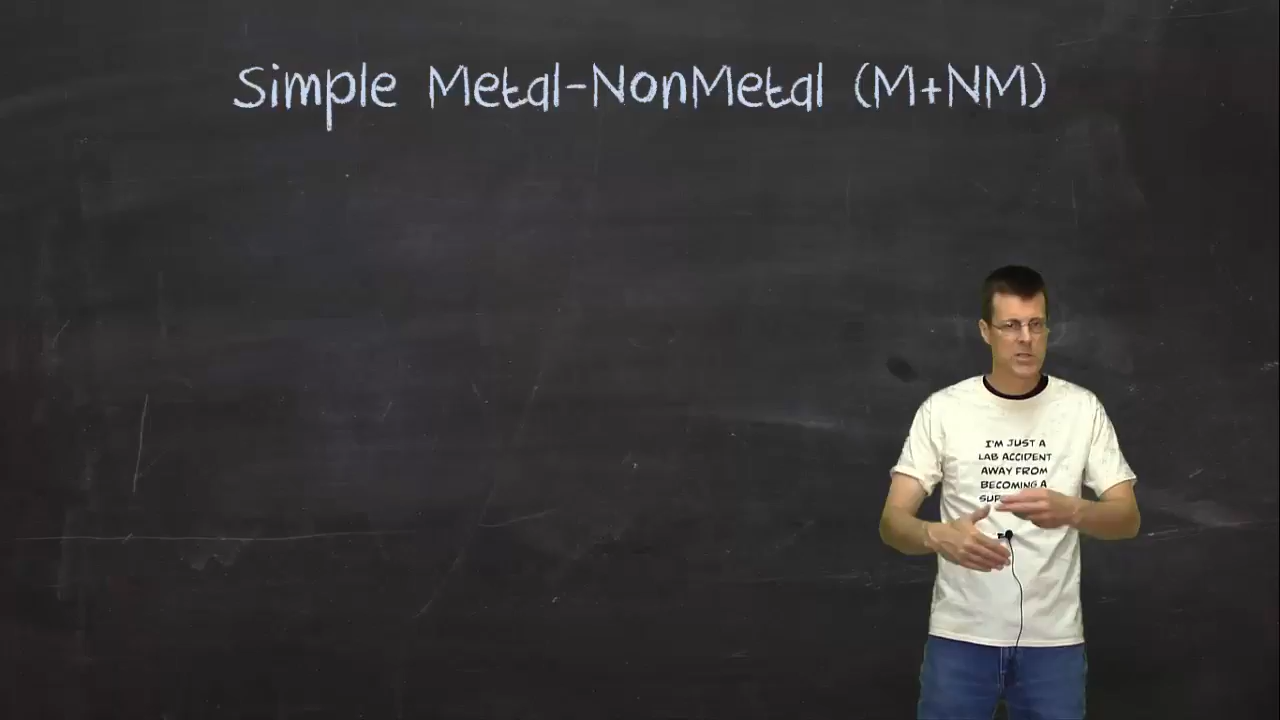 Simple Metal-NonMetal (M+NM)
I'M JUST A
LAB ACCIDENT
AWAY FROM
BECOMING A